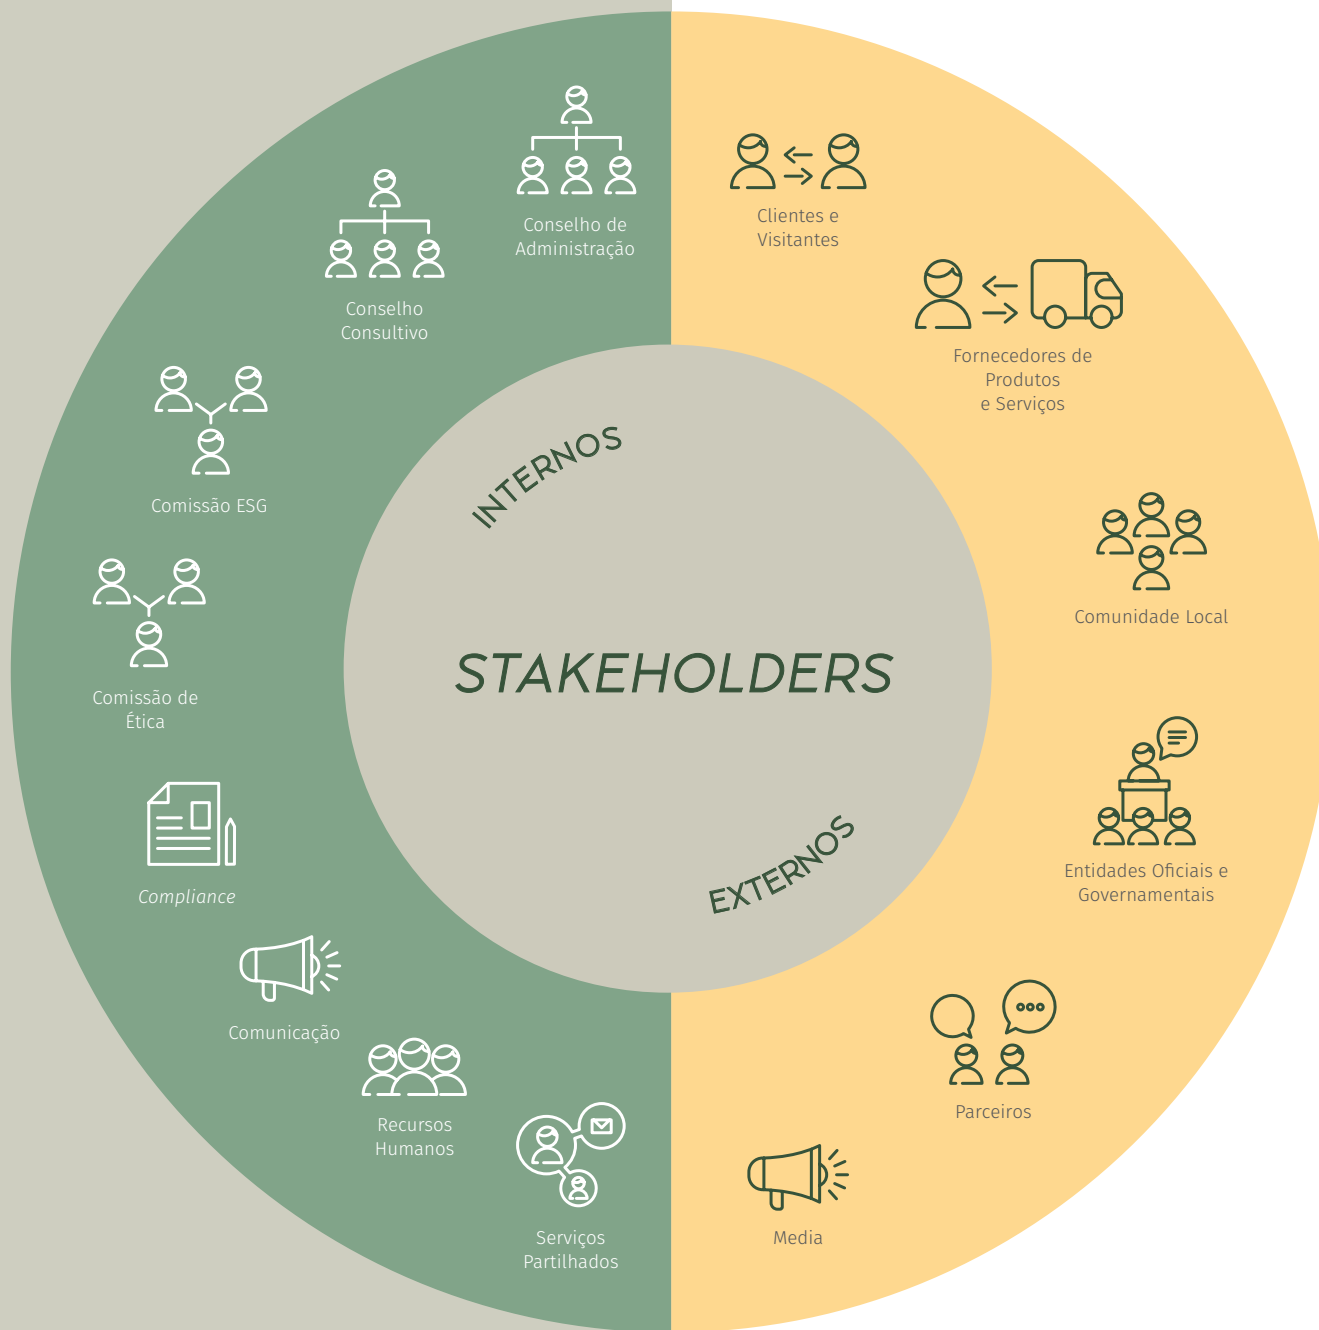 Conselho de
Administração
Conselho
Consultivo
Comissão ESG
Comissão de
Ética
Compliance
Comunicação
Recursos
Humanos
Serviços
Partilhados
INTERNOS
STAKEHOLDERS
EXTERNOS
Clientes e
Visitantes
Fornecedores de
Produtos
e Serviços
Comunidade Local
Entidades Oficiais e
Governamentais
Parceiros
Media